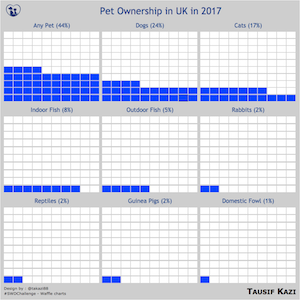 Pet Ownership in UK in 2017
Any Pet (44%) Dogs (24%) Cats (17%)
Indoor Fish (8%) Outdoor Fish (5%) Rabbits (2%)
Reptiles (2%) Guinea Pigs (2%) Domestic Fowl (1%)
Design by : @takazi88
#SWDChallenge - Waffle charts
TAUSIF KAZI